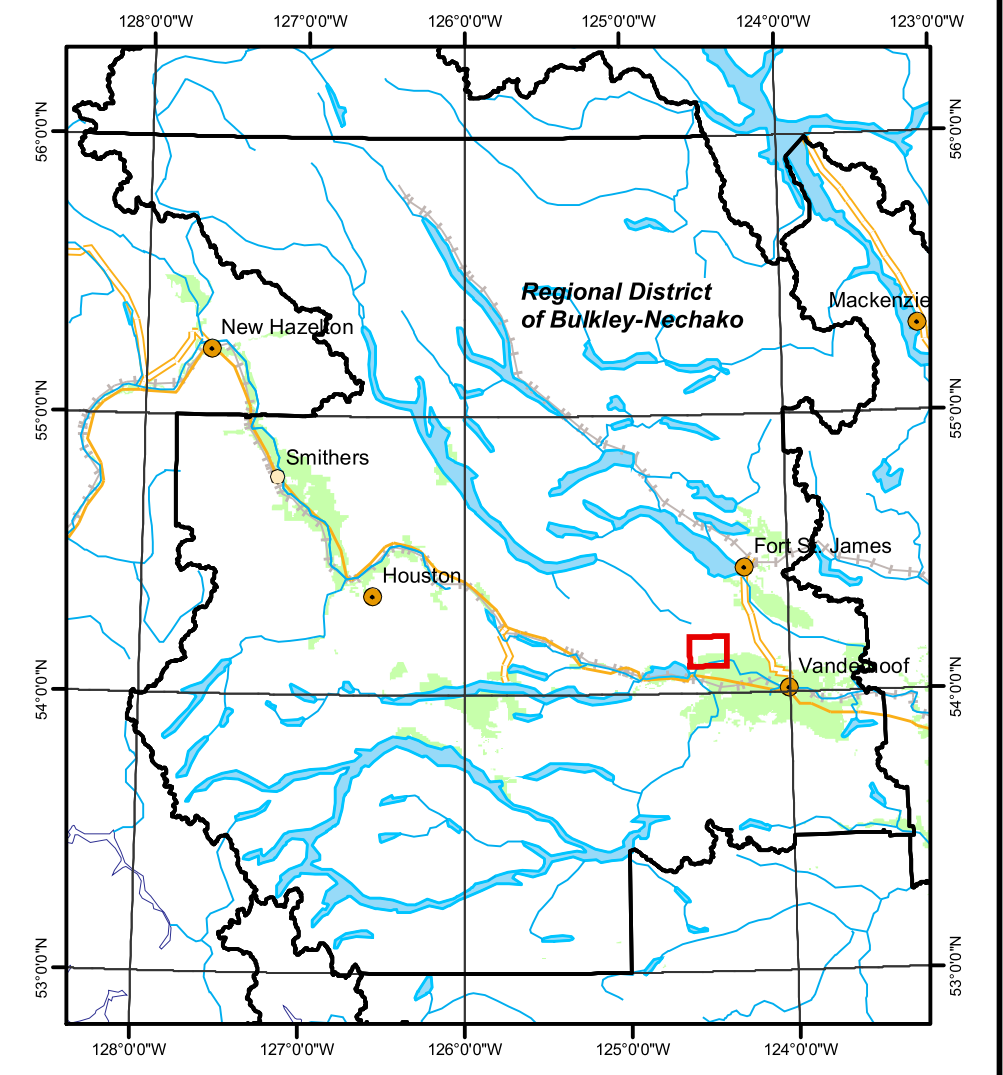 128°0'0"W 127°0'0"W 126°0'0"W 125°0'0"W 124°0'0"W 123°0'0"W
56°0'0"N 56°0'0"N
Regional District
of Bulkley-Nechako
Mackenzie
New Hazelton
55°0'0"N 55°0'0"N
Smithers
Fort St. James
Houston
Vanderhoof
54°0'0"N 54°0'0"N
53°0'0"N 53°0'0"N
128°0'0"W 127°0'0"W 126°0'0"W 125°0'0"W 124°0'0"W